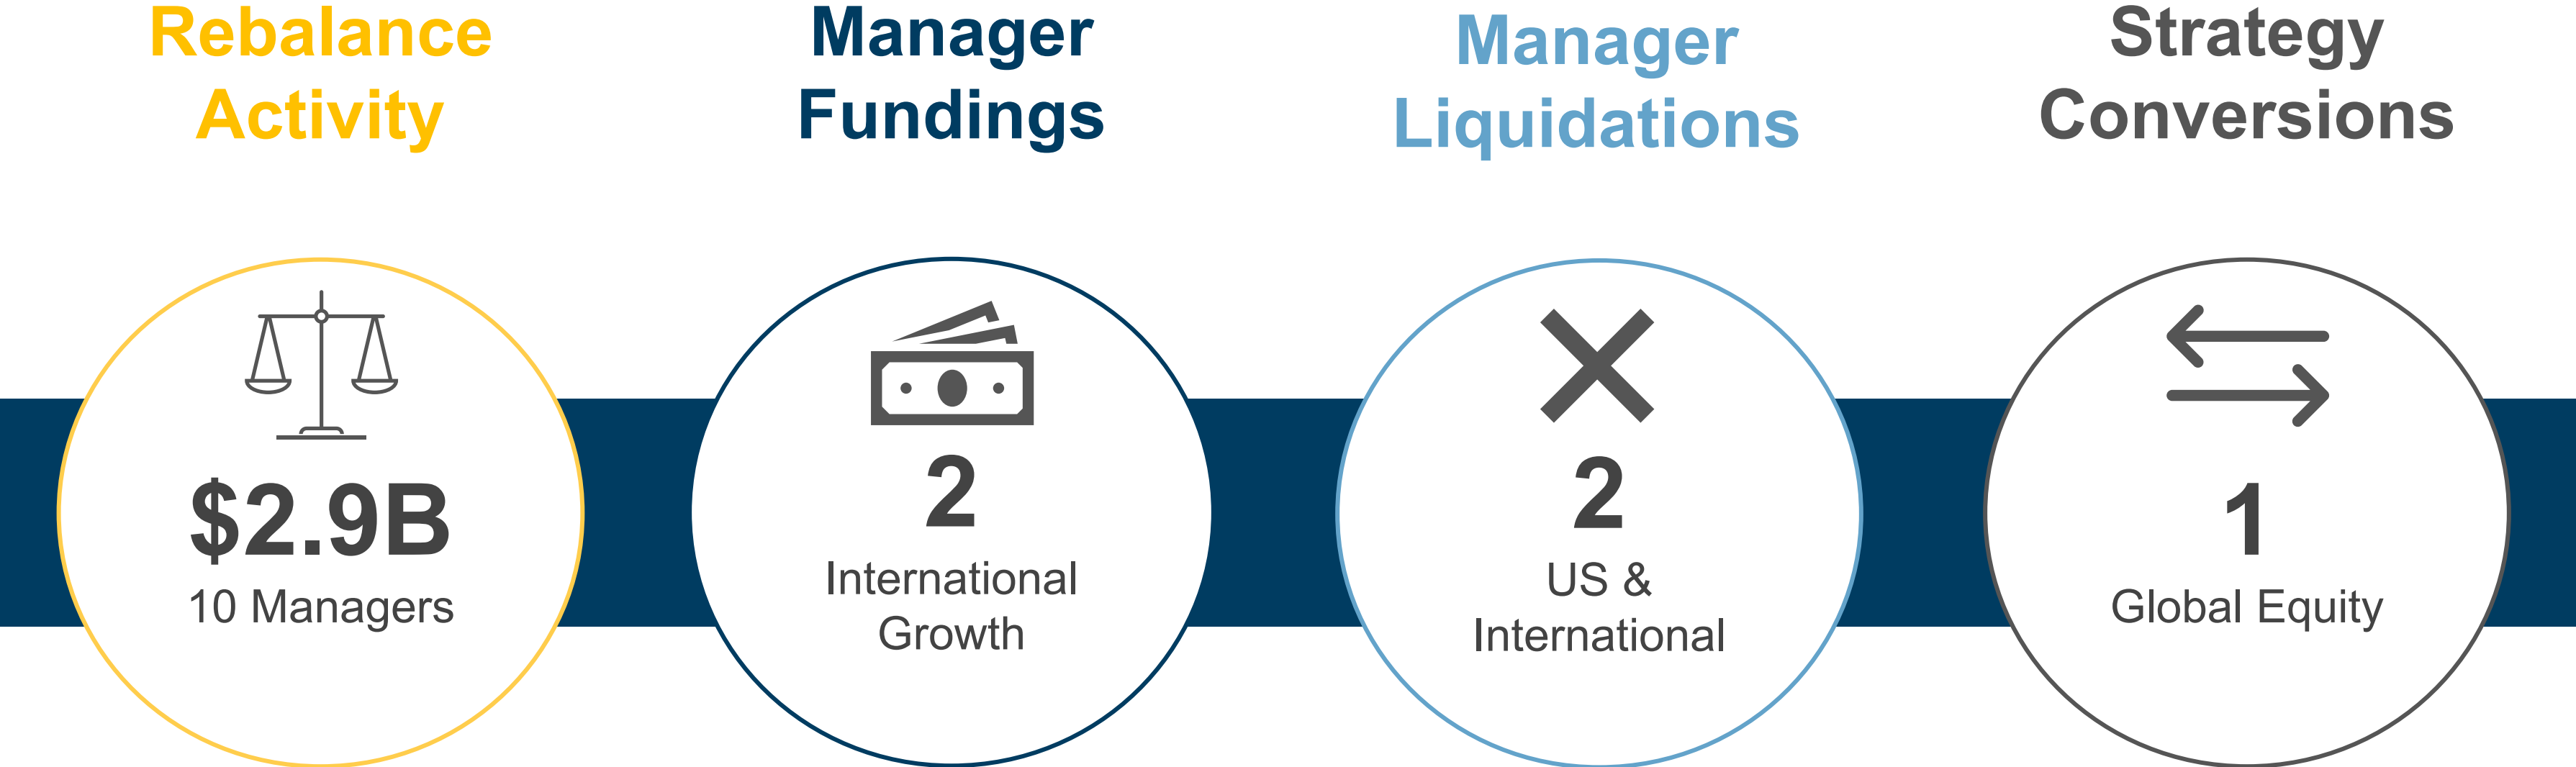 Rebalance
Activity
Manager
Fundings
Manager
Liquidations
Strategy
Conversions
$2.9B
10 Managers
2
International
Growth
2
US &
International
1
Global Equity